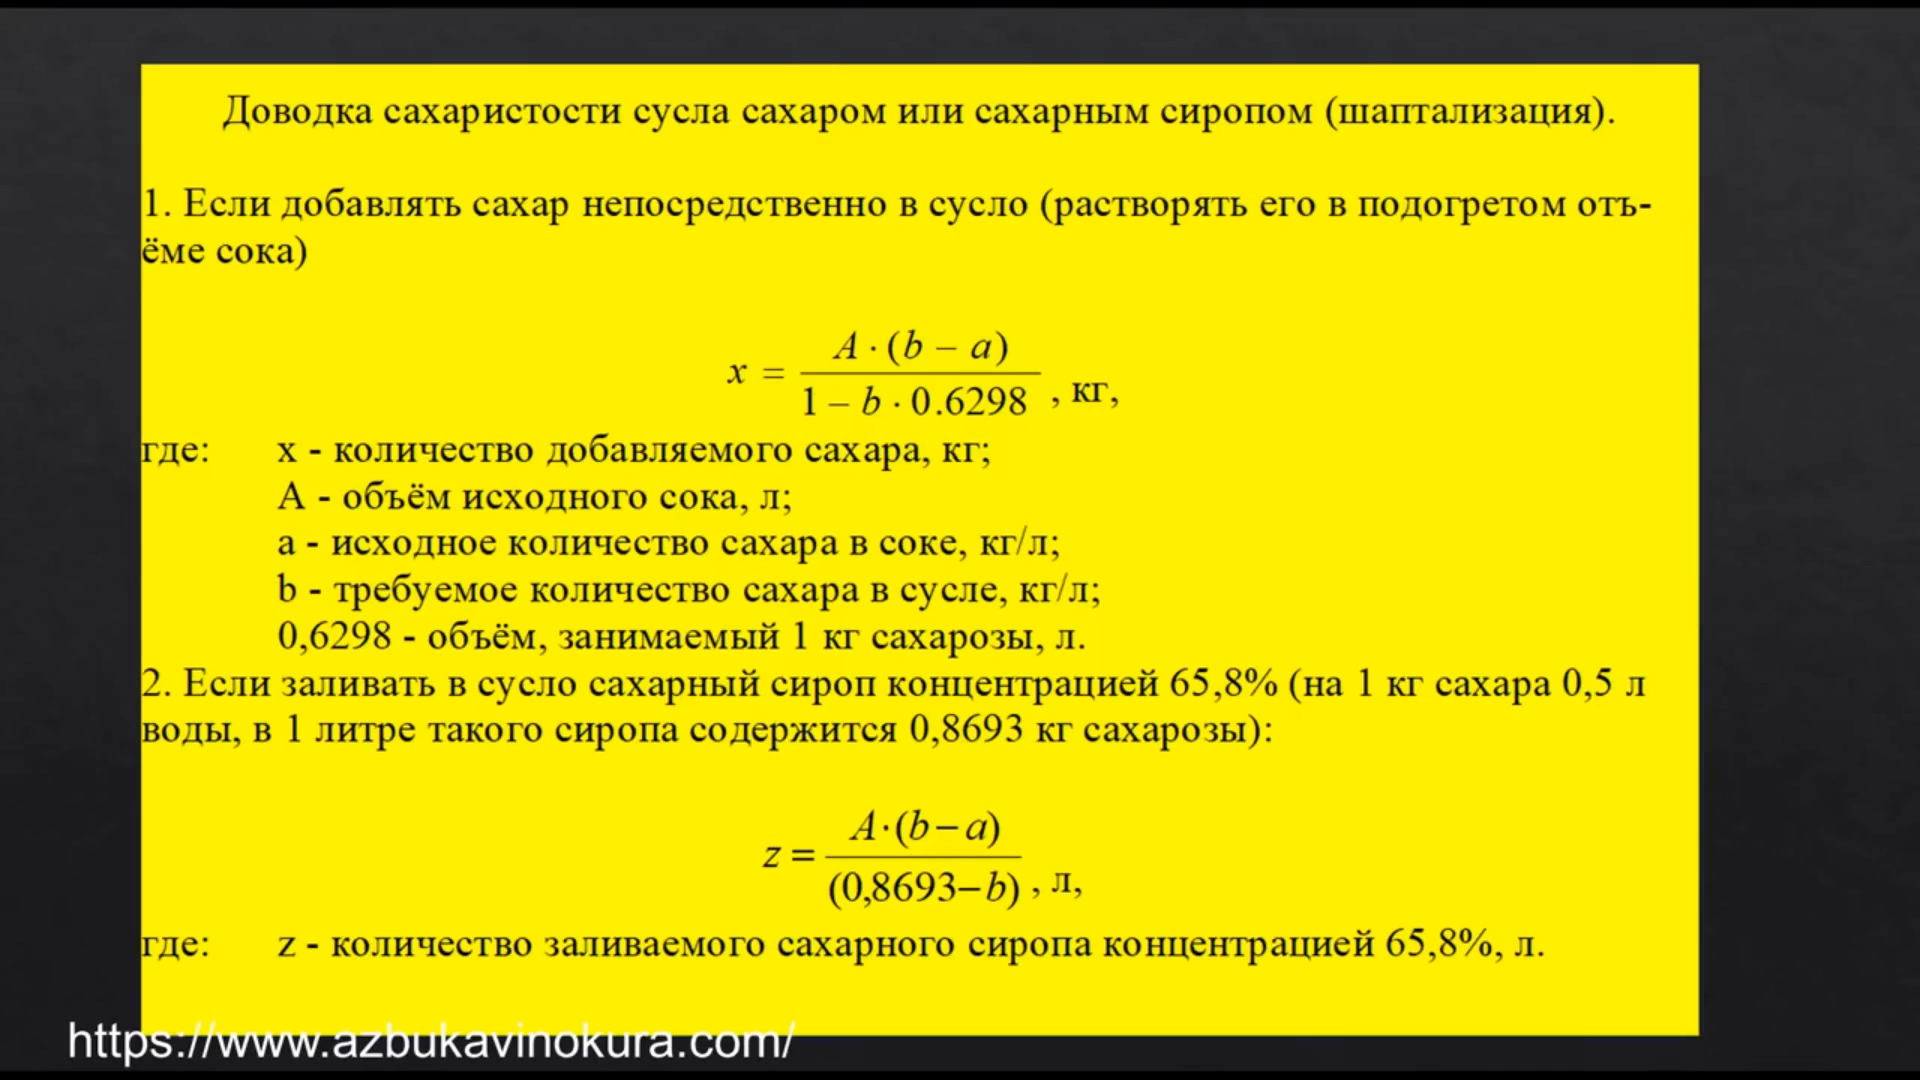 Доводка сахаристости сусла сахаром или сахарным сиропом (шаптализация).
1. Если добавлять сахар непосредственно в сусло (растворять его в подогретом отъ-
ёме сока)
x = A · (b – a) / 1 – b · 0.6298 , кг,
где: x - количество добавляемого сахара, кг;
А - объём исходного сока, л;
a - исходное количество сахара в соке, кг/л;
b - требуемое количество сахара в сусле, кг/л;
0,6298 - объём, занимаемый 1 кг сахарозы, л.
2. Если заливать в сусло сахарный сироп концентрацией 65,8% (на 1 кг сахара 0,5 л
воды, в 1 литре такого сиропа содержится 0,8693 кг сахарозы):
z = A·(b–a) / (0,8693–b) , л,
где: z - количество заливаемого сахарного сиропа концентрацией 65,8%, л.
https://www.azbukavinokura.com/